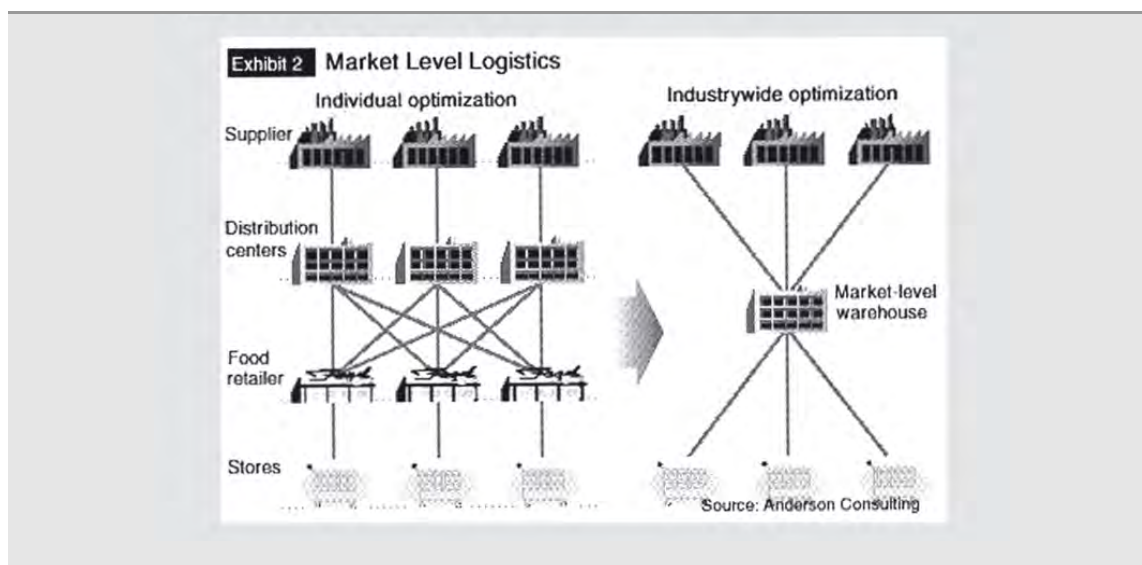 Exhibit 2 Market Level Logistics
Individual optimization
Industrywide optimization
Supplier
Distribution
centers
Market-level
warehouse
Food
retailer
Stores
Source: Anderson Consulting